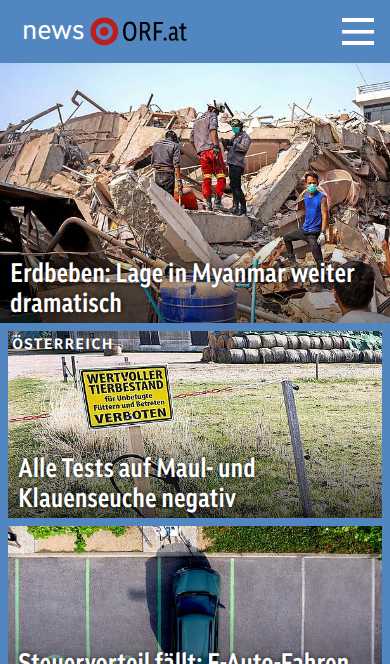 news ORF.at
Erdbeben: Lage in Myanmar weiter
dramatisch
ÖSTERREICH
WERTVOLLER
TIERBESTAND
für Unbefugte
Füttern und Betreten
VERBOTEN
Alle Tests auf Maul- und
Klauenseuche negativ
Steuervorteil fällt: E-Auto-Fahren